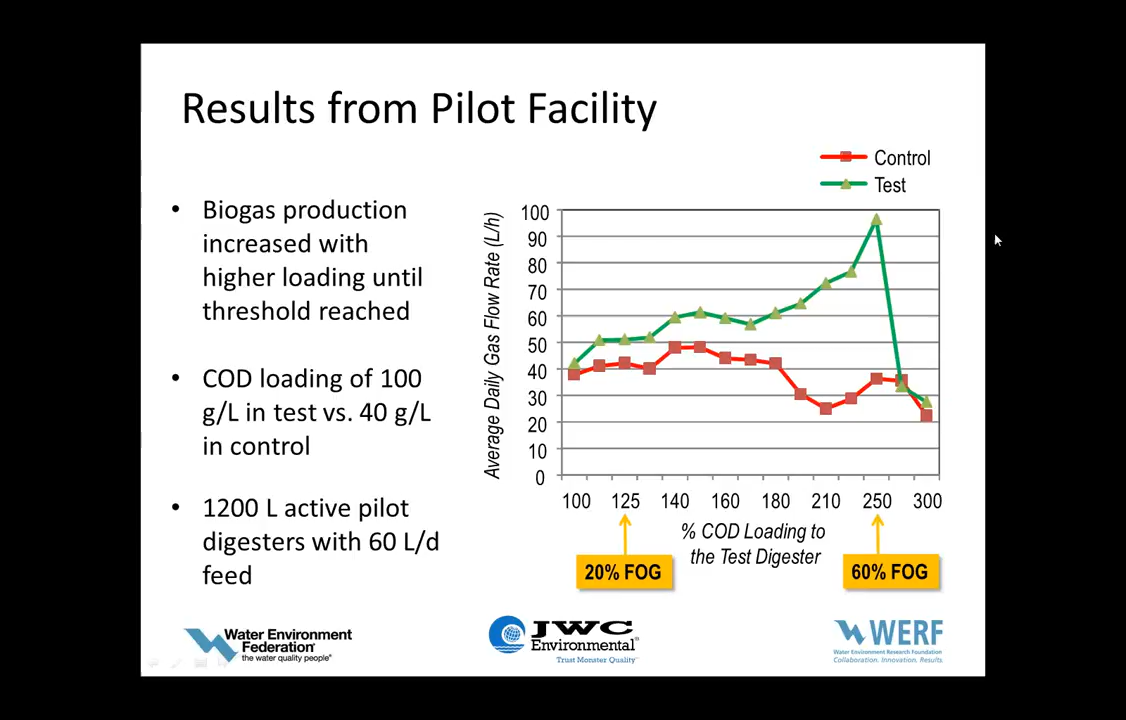 Results from Pilot Facility
• Biogas production
increased with
higher loading until
threshold reached
• COD loading of 100
g/L in test vs. 40 g/L
in control
• 1200 L active pilot
digesters with 60 L/d
feed
Control
Test
Average Daily Gas Flow Rate (L/h)
100
90
80
70
60
50
40
30
20
10
0
100 125 140 160 180 210 250 300
% COD Loading to
the Test Digester
20% FOG
60% FOG
Water Environment
Federation®
the water quality people®
JWC
Environmental®
Trust Monster Quality™
WERF
Water Environment Research Foundation
Collaboration. Innovation. Results.